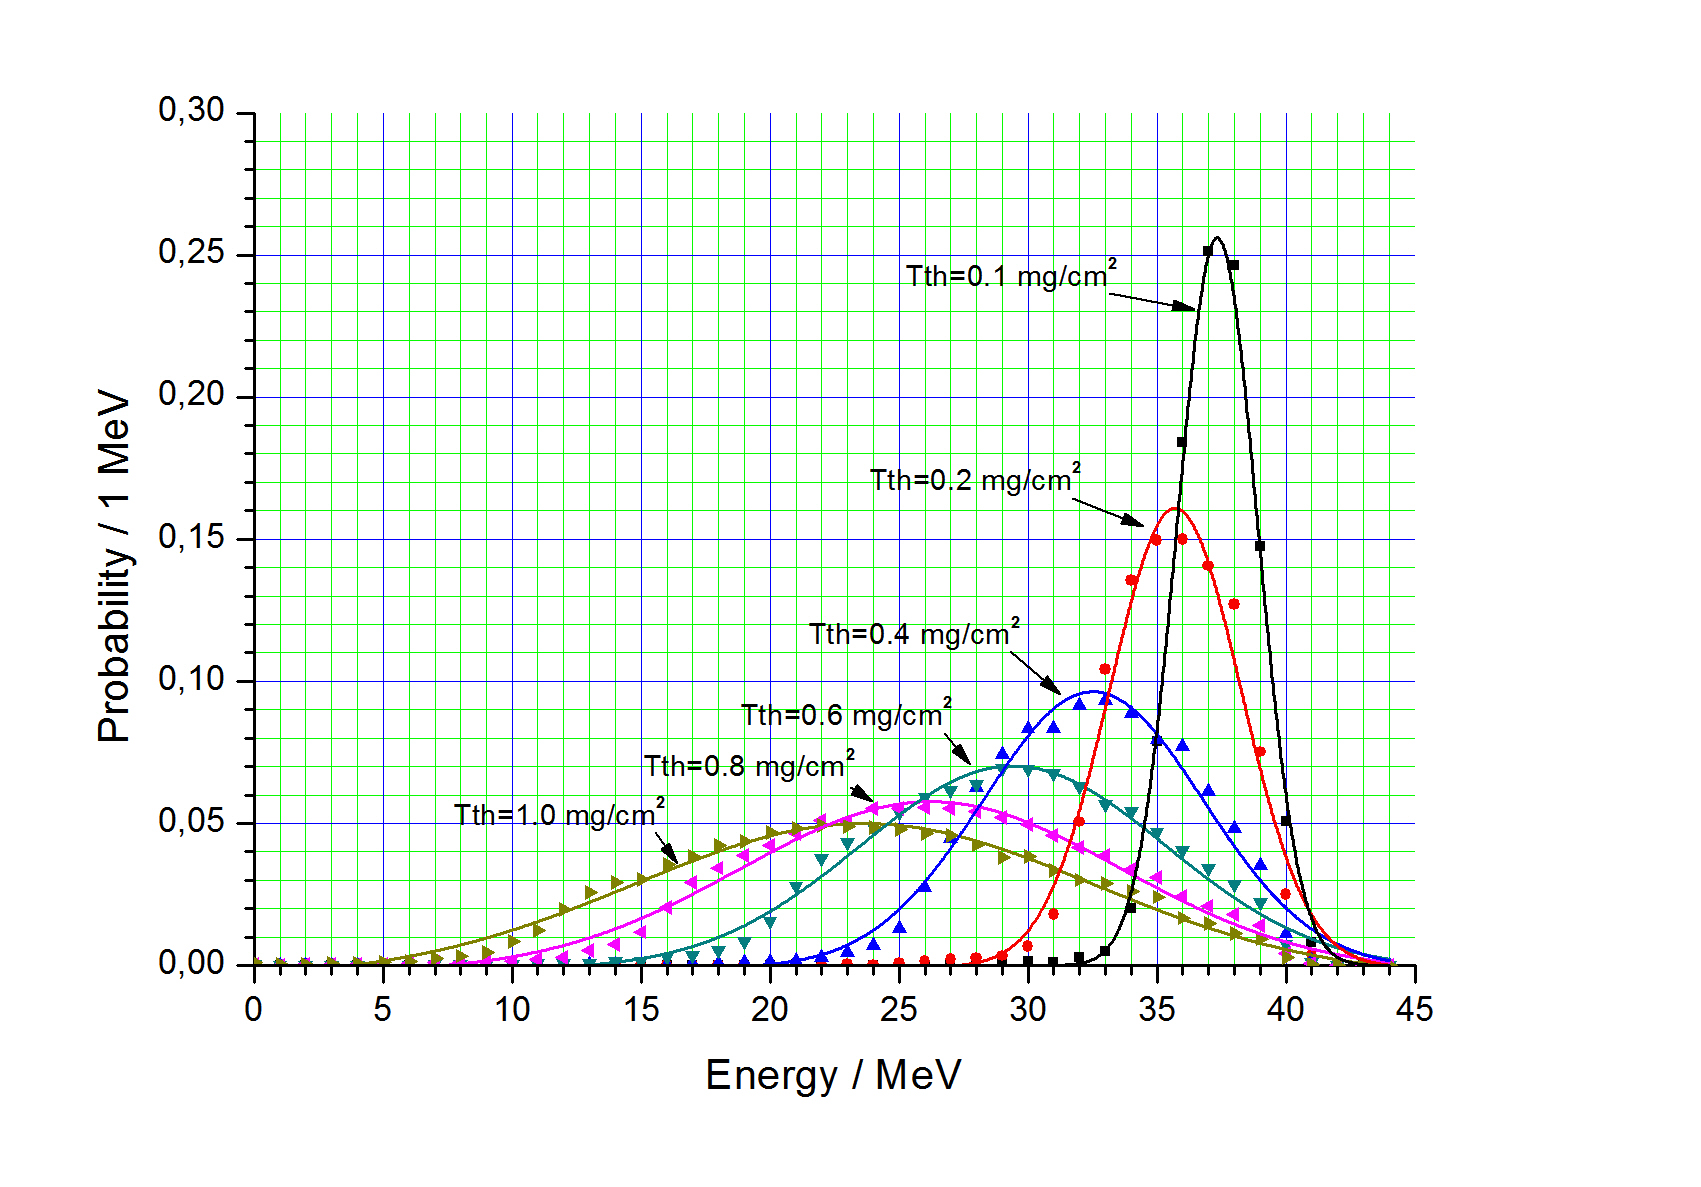 0,30
0,25
0,20
0,15
0,10
0,05
0,00
Probability / 1 MeV
Tth=0.1 mg/cm²
Tth=0.2 mg/cm²
Tth=0.4 mg/cm²
Tth=0.6 mg/cm²
Tth=0.8 mg/cm²
Tth=1.0 mg/cm²
0 5 10 15 20 25 30 35 40 45
Energy / MeV